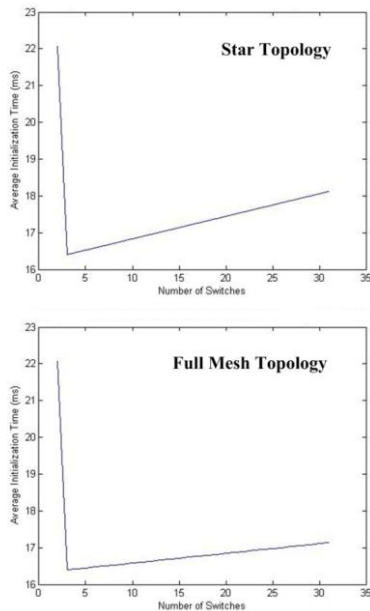 23
22
21
20
19
18
17
16
Average Initialization Time (ms)
Star Topology
0 5 10 15 20 25 30 35
Number of Switches
23
22
21
20
19
18
17
16
Average Initialization Time (ms)
Full Mesh Topology
0 5 10 15 20 25 30 35
Number of Switches